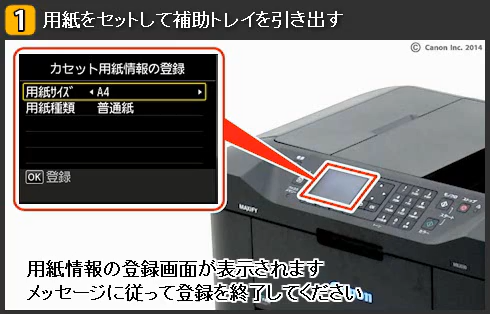 1 用紙をセットして補助トレイを引き出す
© Canon Inc. 2014
カセット用紙情報の登録
用紙ｻｲｽﾞ A4
用紙種類 普通紙
OK 登録
MAXIFY
用紙情報の登録画面が表示されます
メッセージに従って登録を終了してください